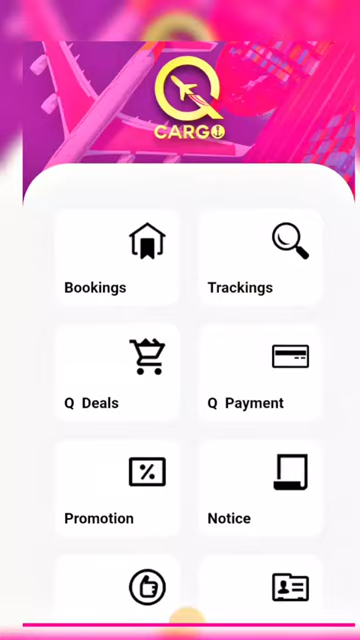 CARGO
Bookings
Trackings
Q Deals
Q Payment
Promotion
Notice